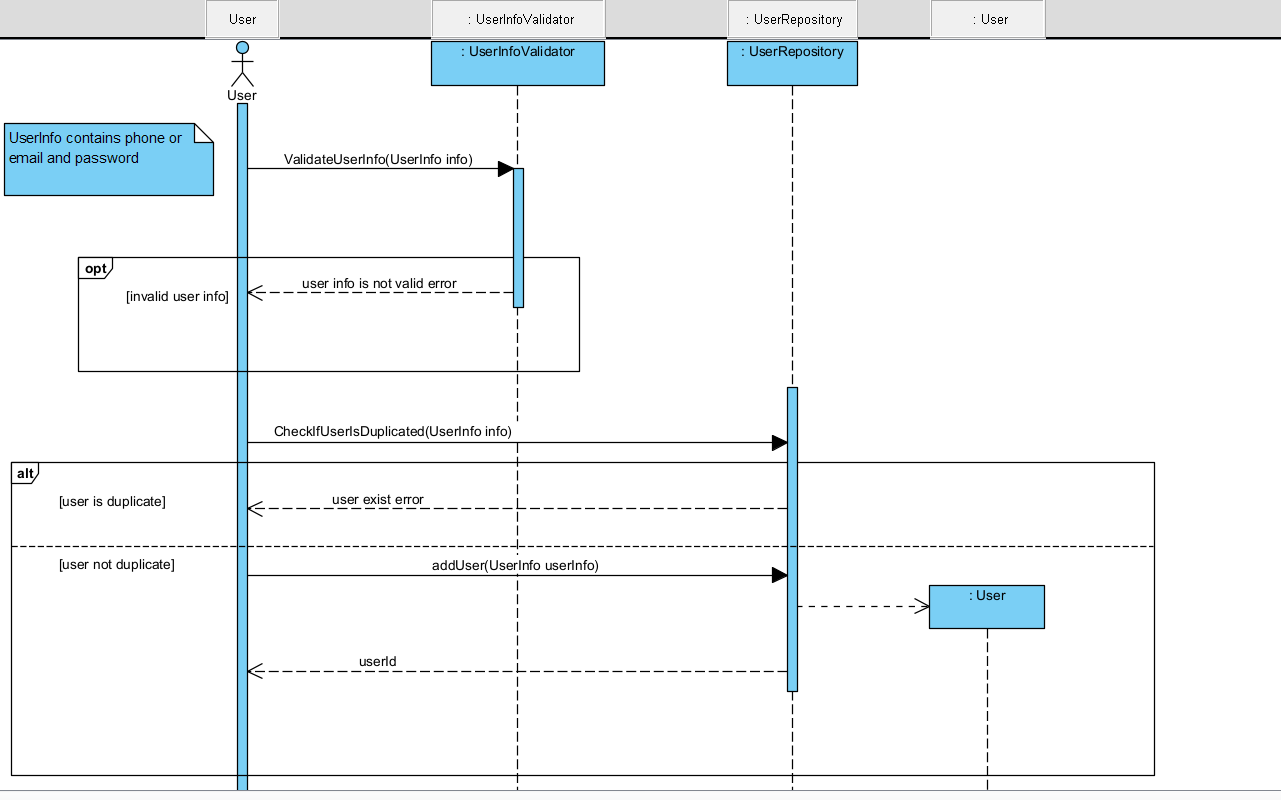 User
: UserInfoValidator
: UserRepository
: User
: UserInfoValidator
: UserRepository
User
UserInfo contains phone or
email and password
ValidateUserInfo(UserInfo info)
opt
user info is not valid error
[invalid user info]
CheckIfUserIsDuplicated(UserInfo info)
alt
[user is duplicate]
user exist error
[user not duplicate]
addUser(UserInfo userInfo)
: User
userId